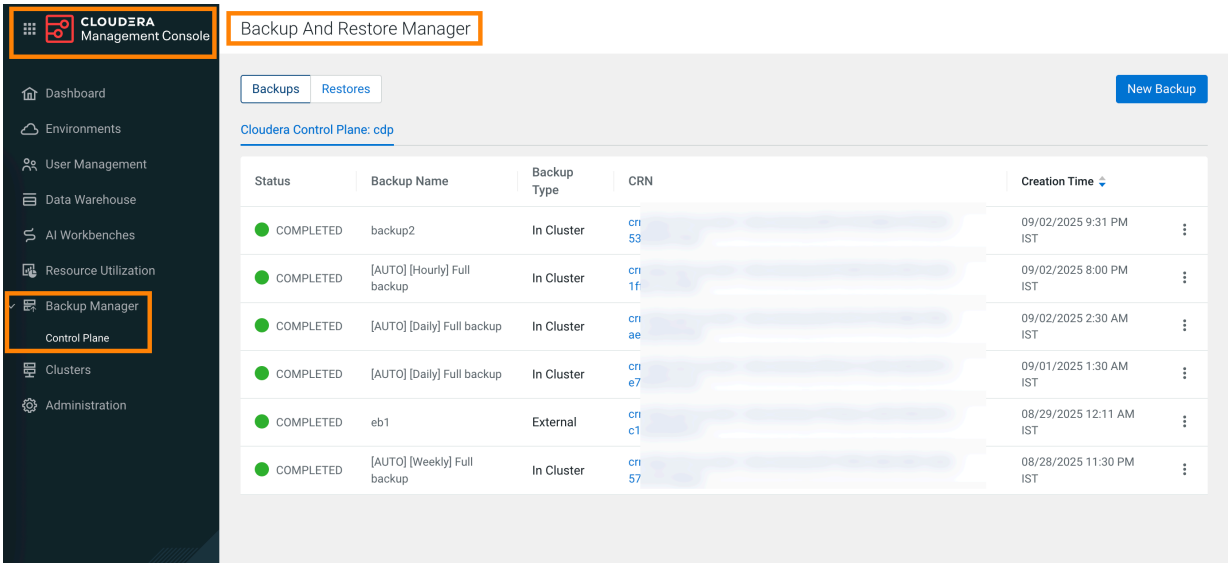 CLOUDERA
Management Console
Backup And Restore Manager
Dashboard
Environments
User Management
Data Warehouse
AI Workbenches
Resource Utilization
Backup Manager
Control Plane
Clusters
Administration
Backups Restores
New Backup
Cloudera Control Plane: cdp
Status Backup Name Backup Type CRN Creation Time
COMPLETED backup2 In Cluster 09/02/2025 9:31 PM
53 IST
COMPLETED [AUTO] [Hourly] Full In Cluster 09/02/2025 8:00 PM
backup IST
COMPLETED [AUTO] [Daily] Full backup In Cluster 09/02/2025 2:30 AM
ae IST
COMPLETED [AUTO] [Daily] Full backup In Cluster 09/01/2025 1:30 AM
e7 IST
COMPLETED eb1 External 08/29/2025 12:11 AM
c1 IST
COMPLETED [AUTO] [Weekly] Full In Cluster 08/28/2025 11:30 PM
backup 57 IST